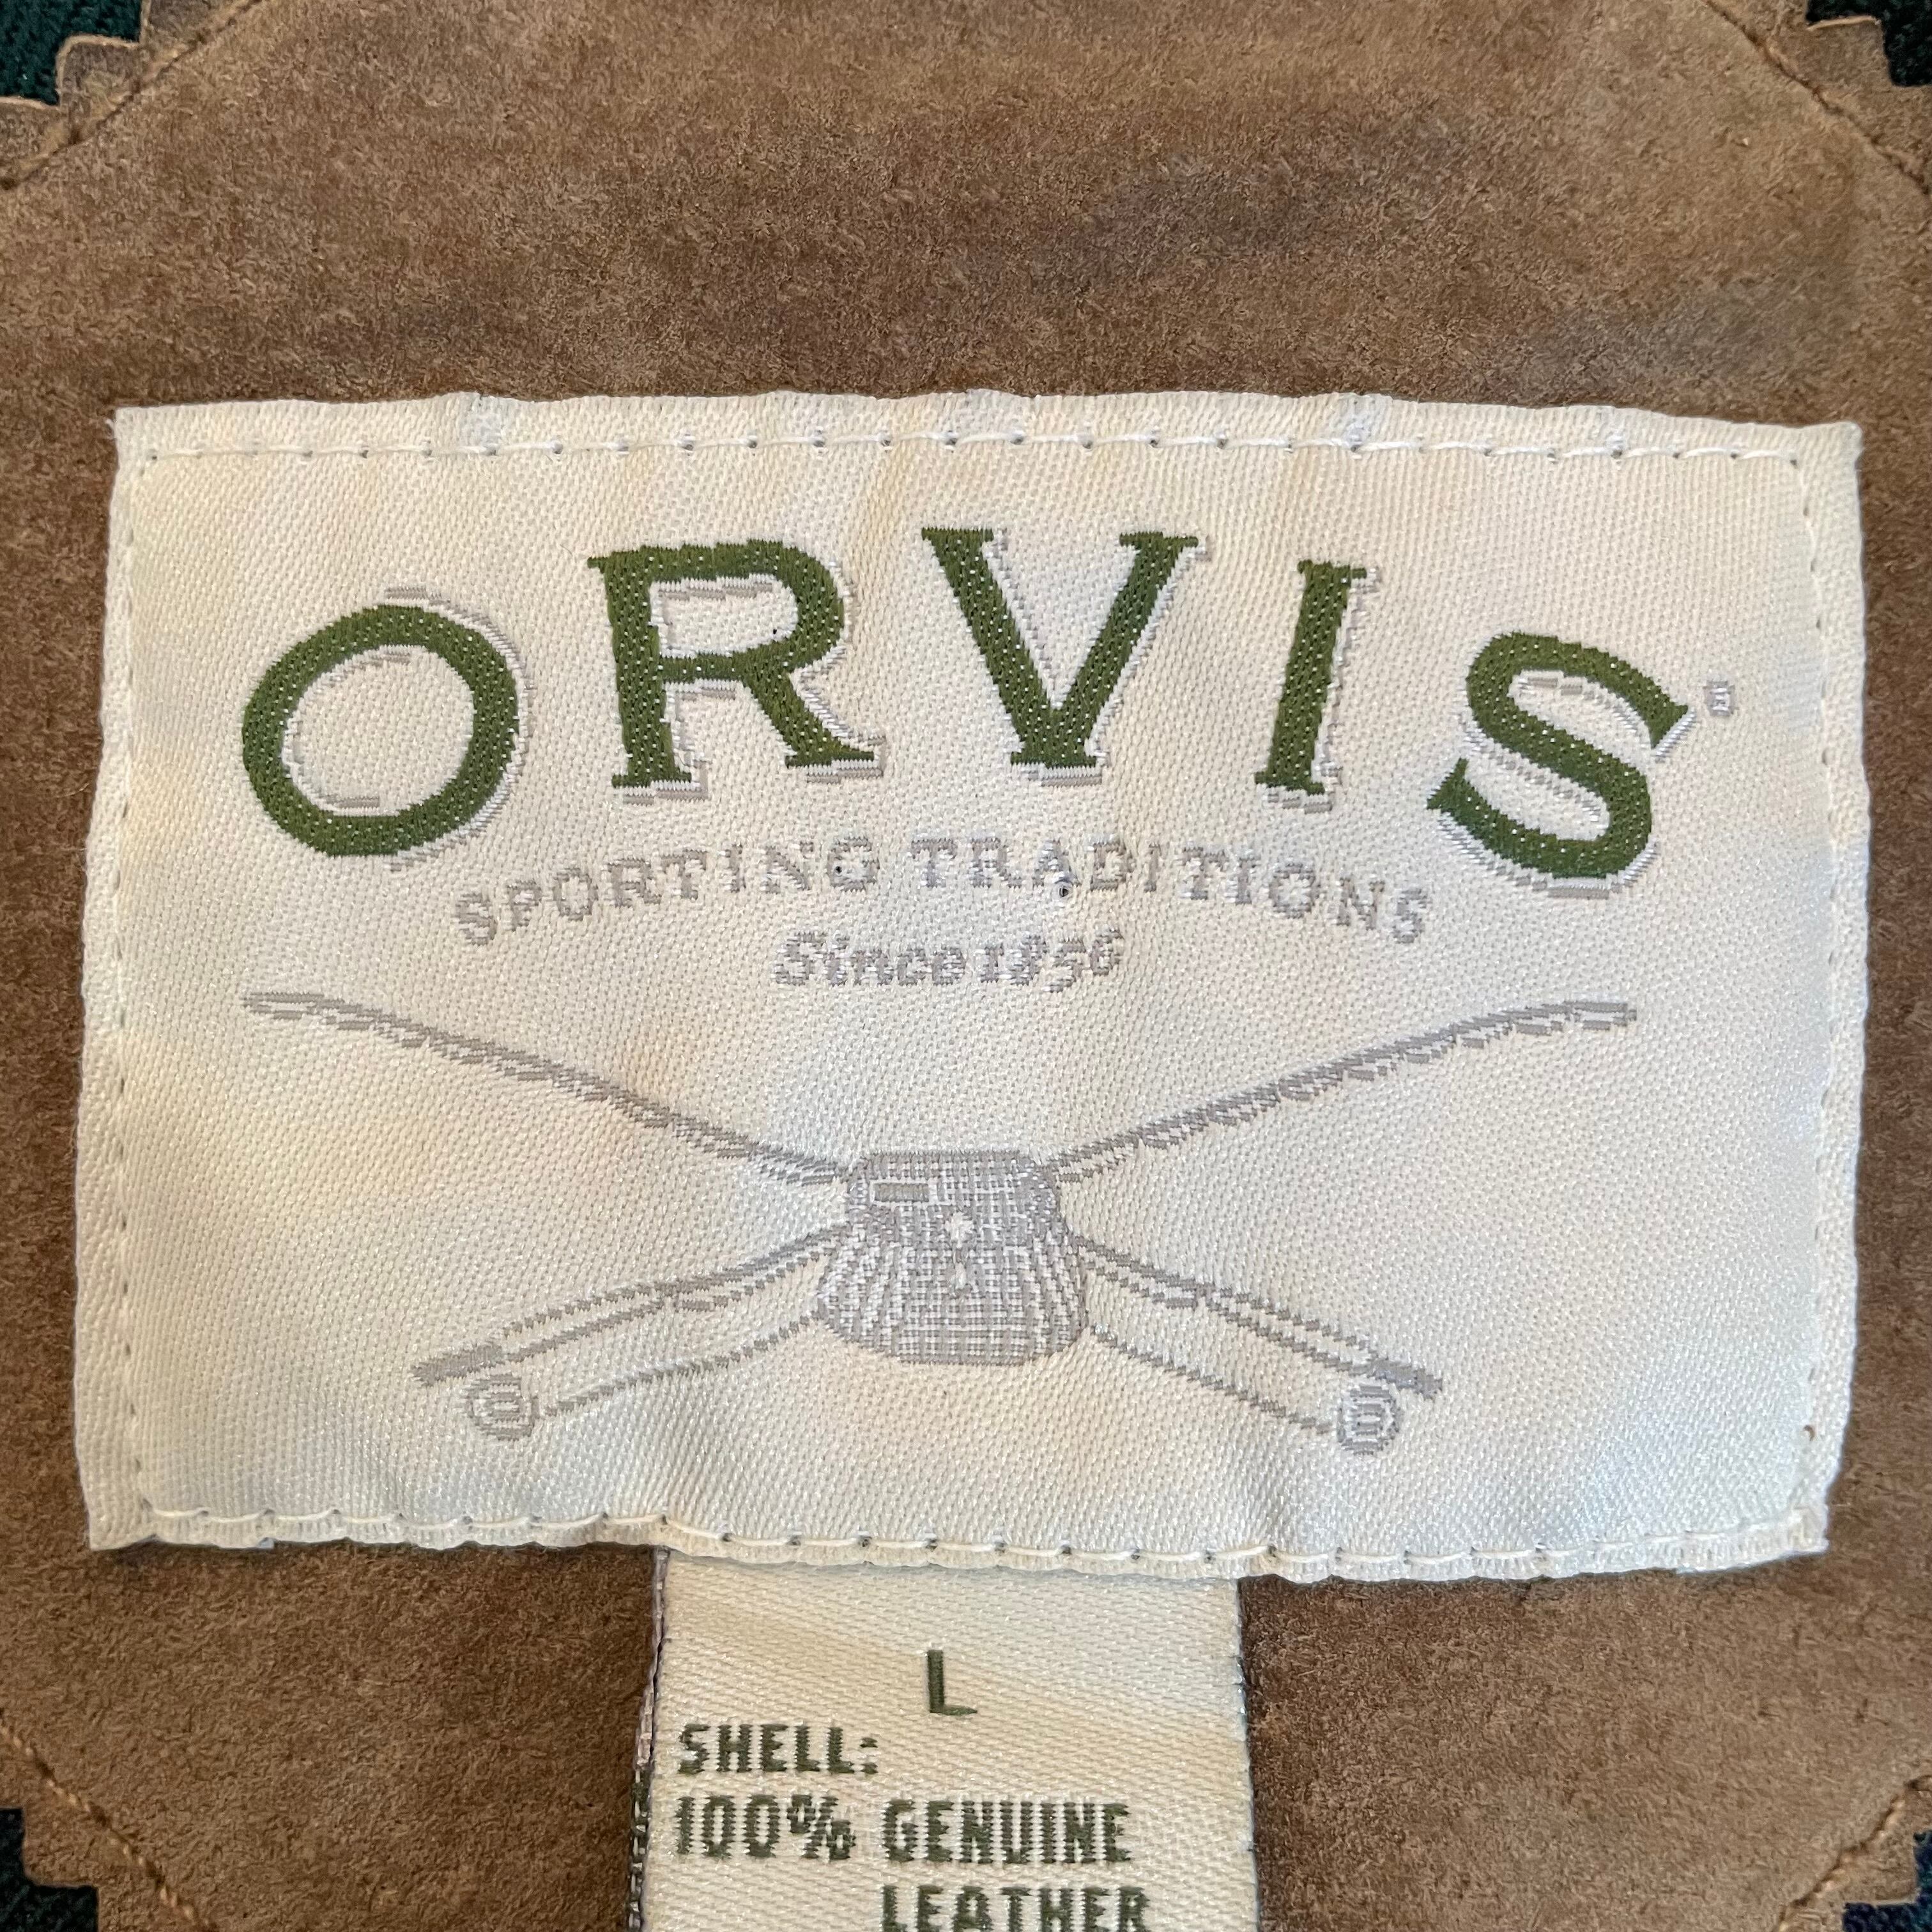 ORVIS®
SPORTING TRADITIONS
Since 1856
L
SHELL:
100% GENUINE
LEATHER